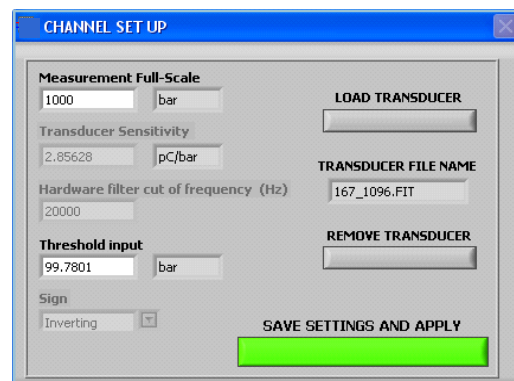 CHANNEL SET UP
Measurement Full-Scale
1000 bar
LOAD TRANSDUCER
Transducer Sensitivity
2.85628 pC/bar
TRANSDUCER FILE NAME
167_1096.FIT
Hardware filter cut of frequency (Hz)
20000
REMOVE TRANSDUCER
Threshold input
99.7801 bar
Sign
Inverting
SAVE SETTINGS AND APPLY